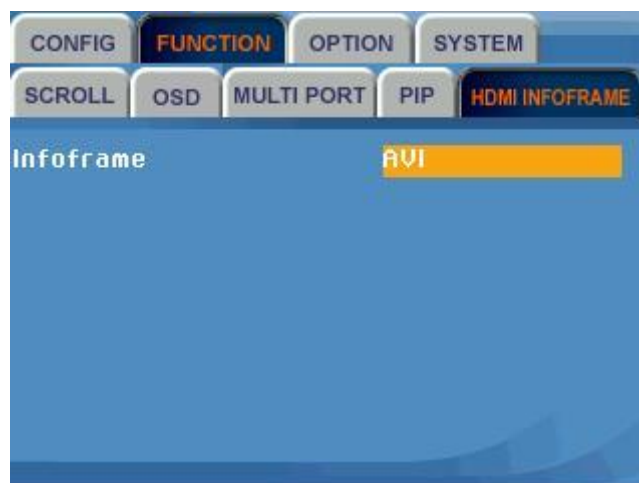 CONFIG FUNCTION OPTION SYSTEM
SCROLL OSD MULTI PORT PIP HDMI INFOFRAME
Infoframe AVI